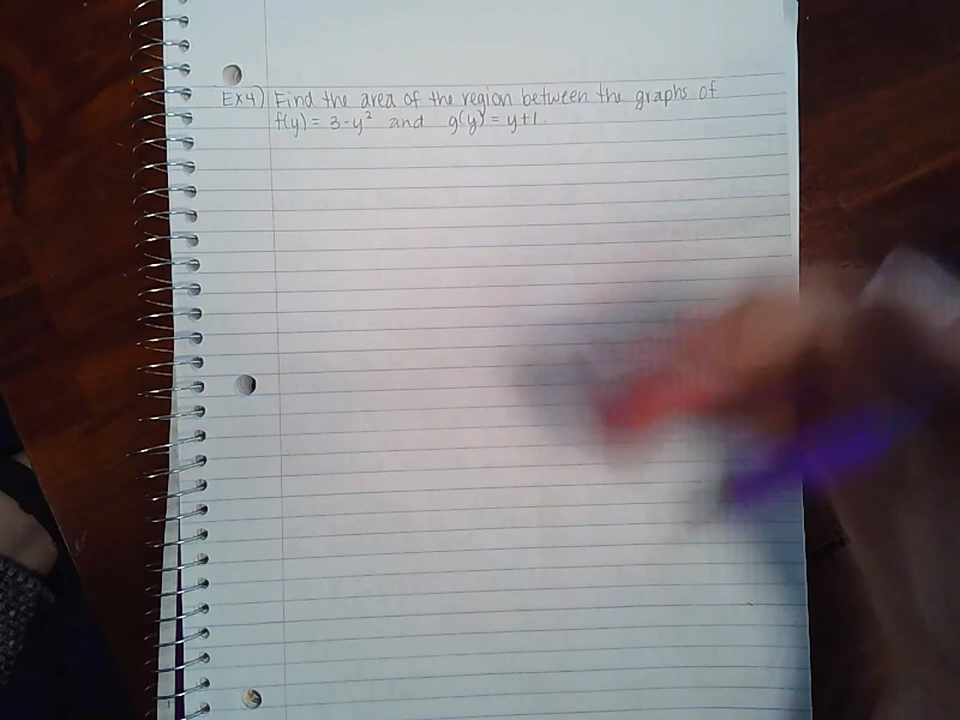 Ex4) Find the area of the region between the graphs of
f(y) = 3-y² and g(y) = y+1.